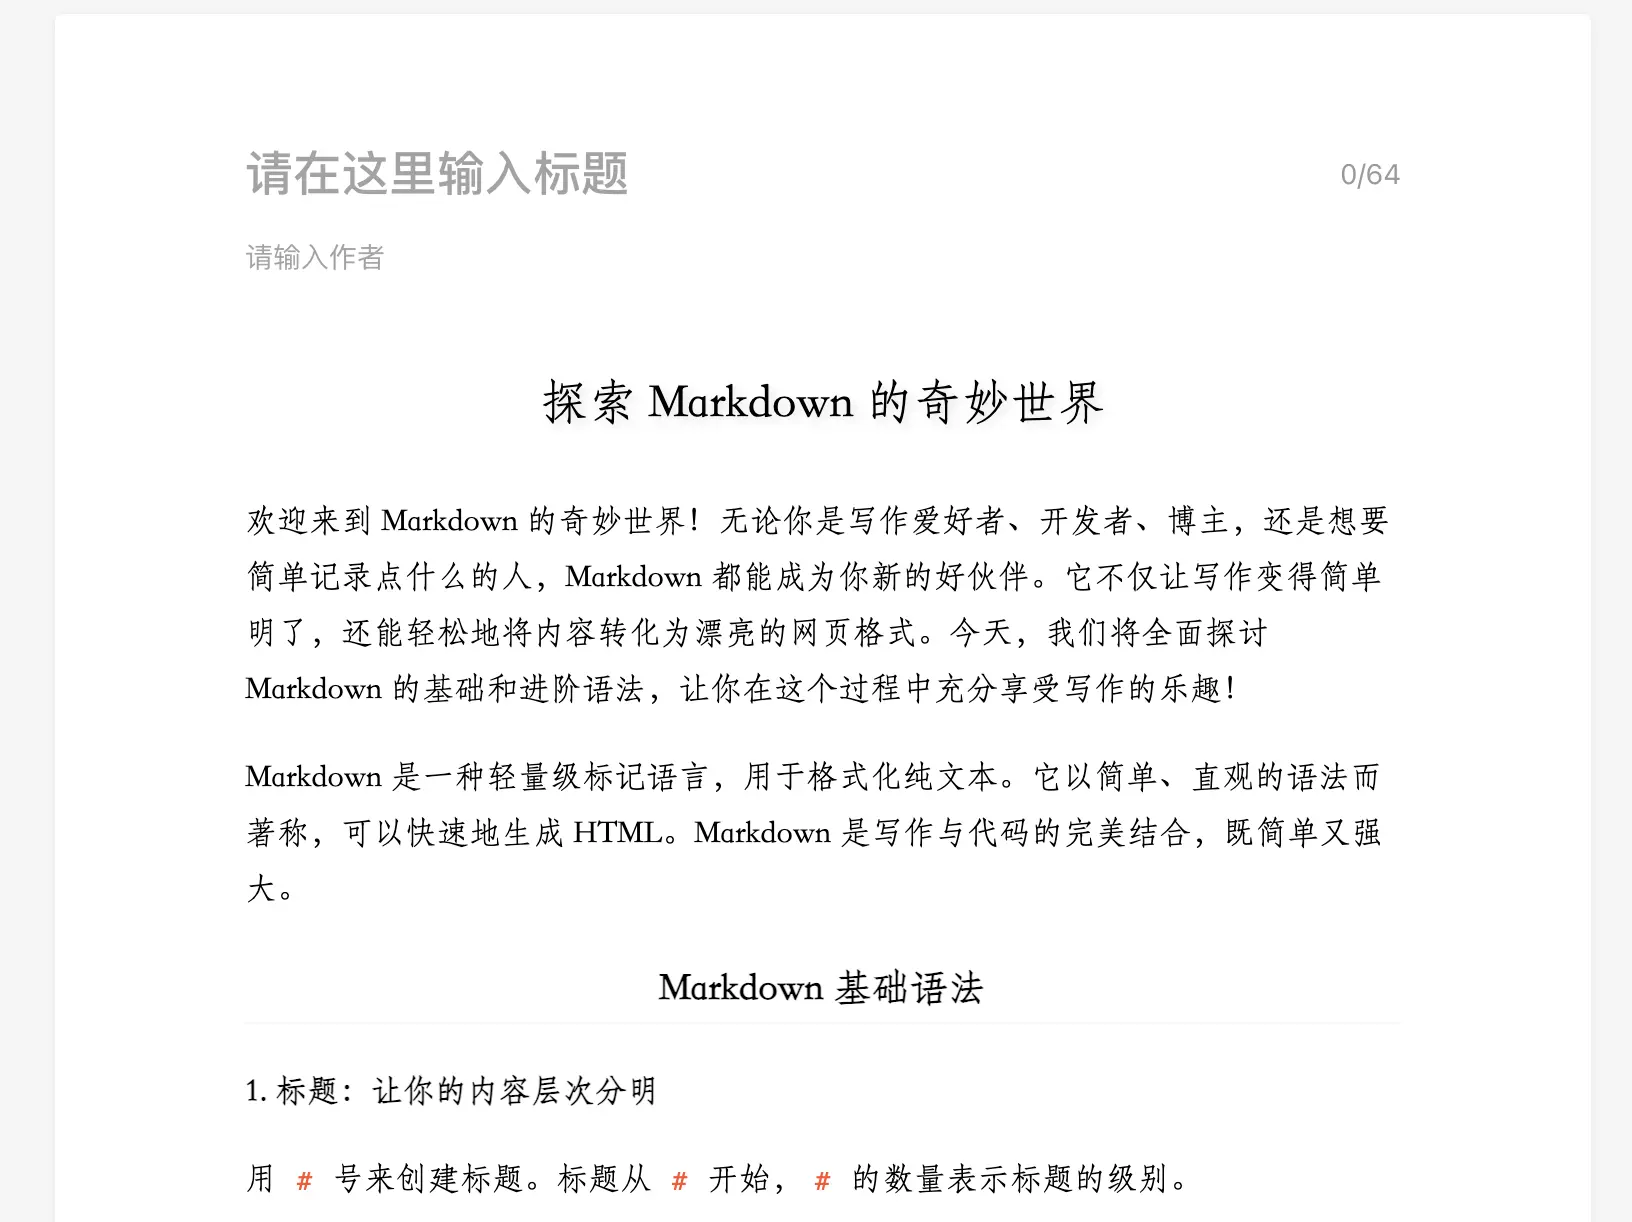 请在这里输入标题
0/64
请输入作者
探索 Markdown 的奇妙世界
欢迎来到 Markdown 的奇妙世界！无论你是写作爱好者、开发者、博主，还是想要
简单记录点什么的人，Markdown 都能成为你新的好伙伴。它不仅让写作变得简单
明了，还能轻松地将内容转化为漂亮的网页格式。今天，我们将全面探讨
Markdown 的基础和进阶语法，让你在这个过程中充分享受写作的乐趣！
Markdown 是一种轻量级标记语言，用于格式化纯文本。它以简单、直观的语法而
著称，可以快速地生成 HTML。Markdown 是写作与代码的完美结合，既简单又强
大。
Markdown 基础语法
1. 标题：让你的内容层次分明
用 # 号来创建标题。标题从 # 开始，# 的数量表示标题的级别。